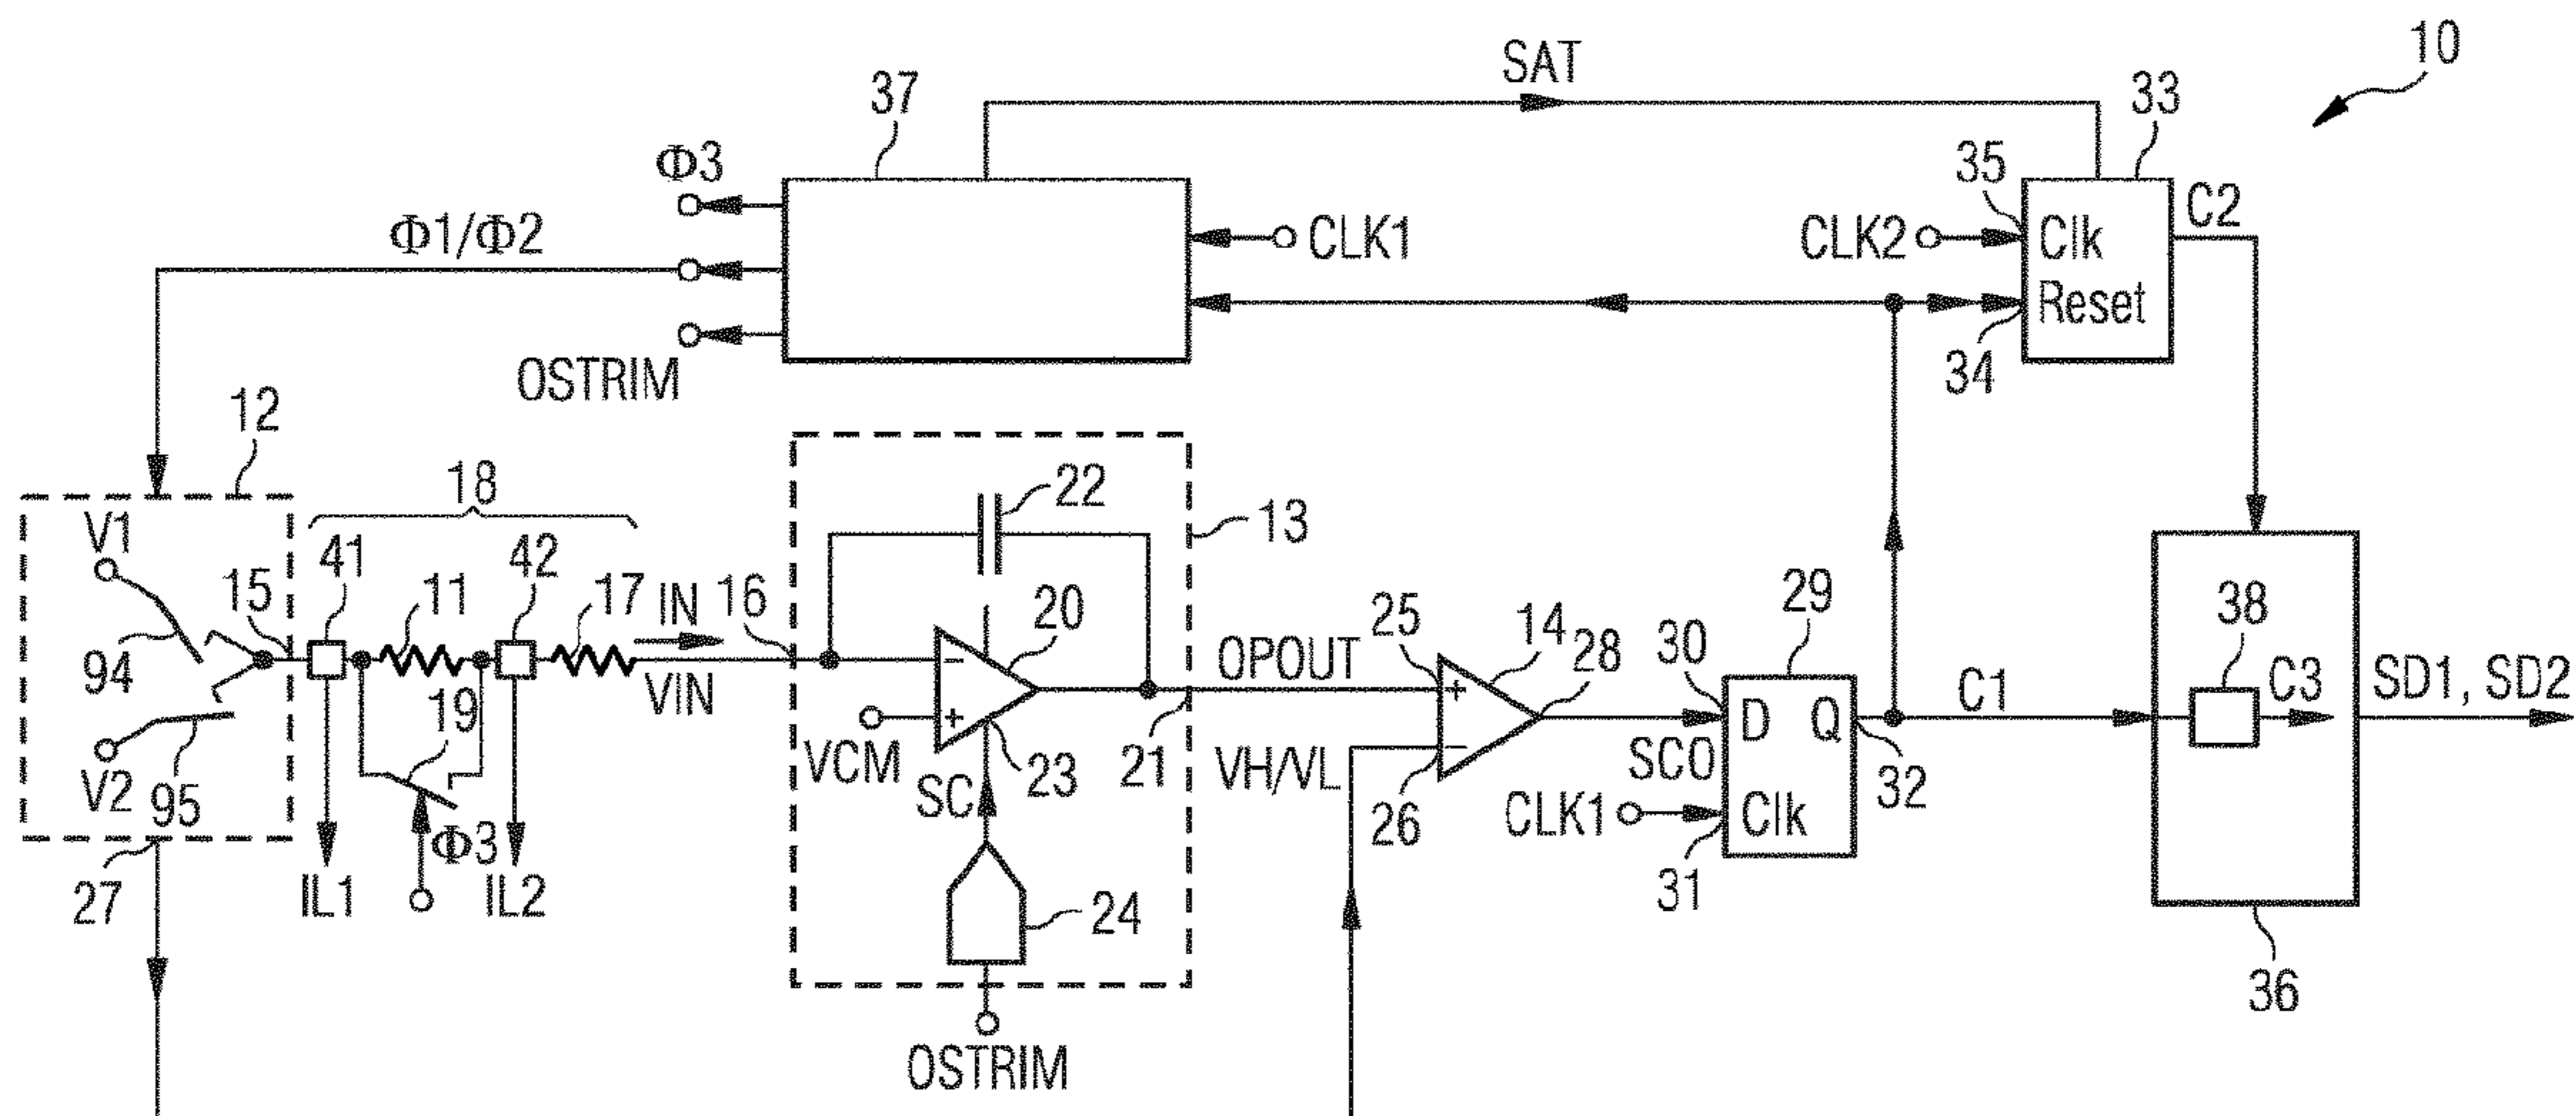 10
SAT
37
33
Φ3
35
C2
Φ1/Φ2
CLK1
CLK2
Clk
Reset
34
OSTRIM
12
18
22
13
V1
41
42
15
11
17
IN
16
20
94
19
VIN
OPOUT
25
14
28
30
29
38
C3
SD1, SD2
V2
95
VCM
SC
23
21
VH/VL
26
SCO
D
Q
C1
32
CLK1
Clk
31
27
IL1
Φ3
IL2
24
36
OSTRIM